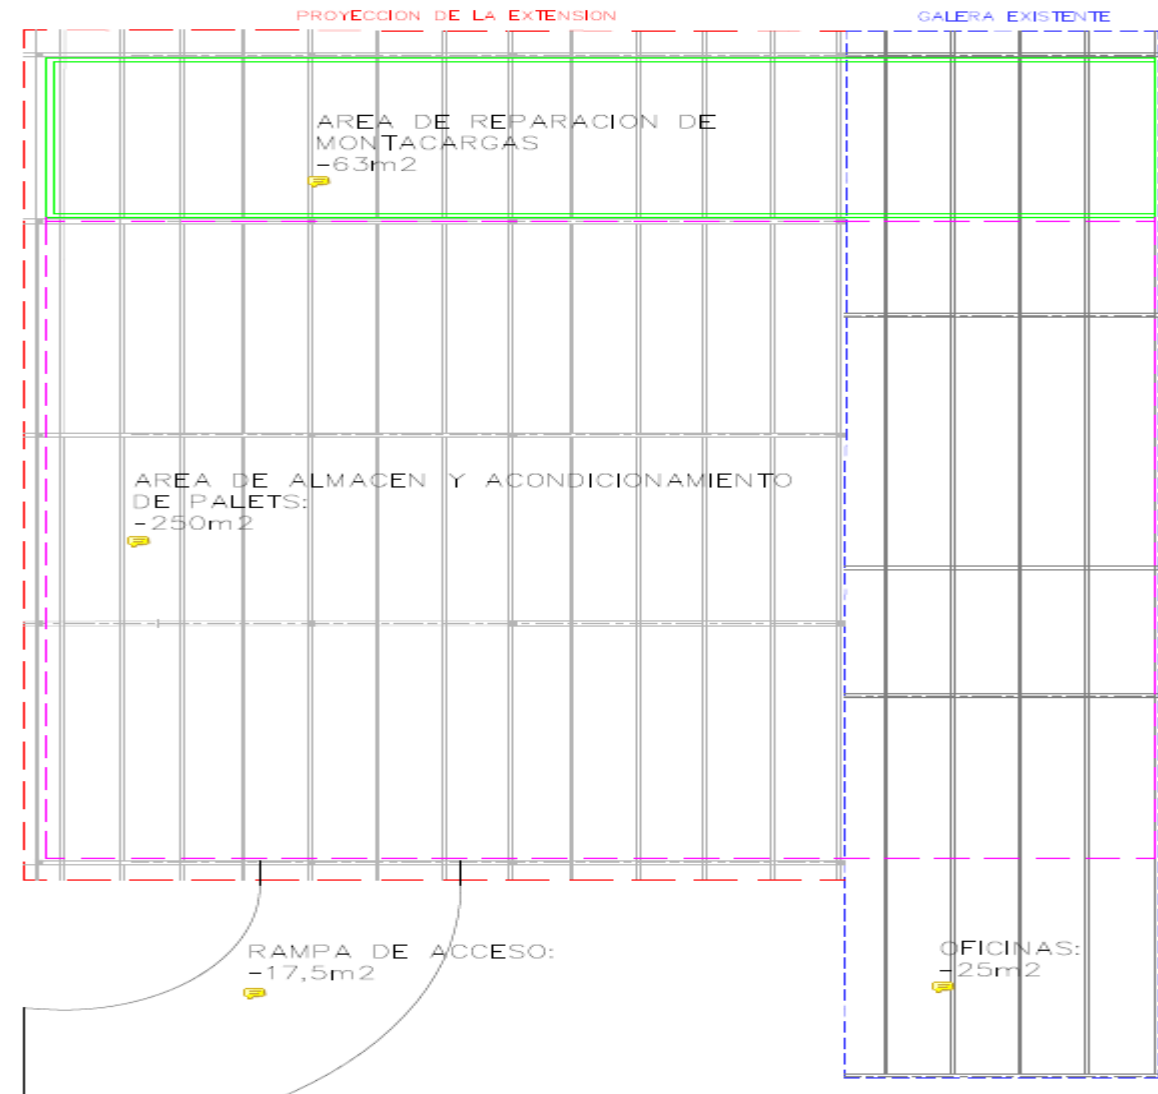 PROYECCION DE LA EXTENSION
GALERA EXISTENTE
AREA DE REPARACION DE
MONTACARGAS
-63m2
AREA DE ALMACEN Y ACONDICIONAMIENTO
DE PALETS:
-250m2
RAMPA DE ACCESO:
-17,5m2
OFICINAS:
-25m2